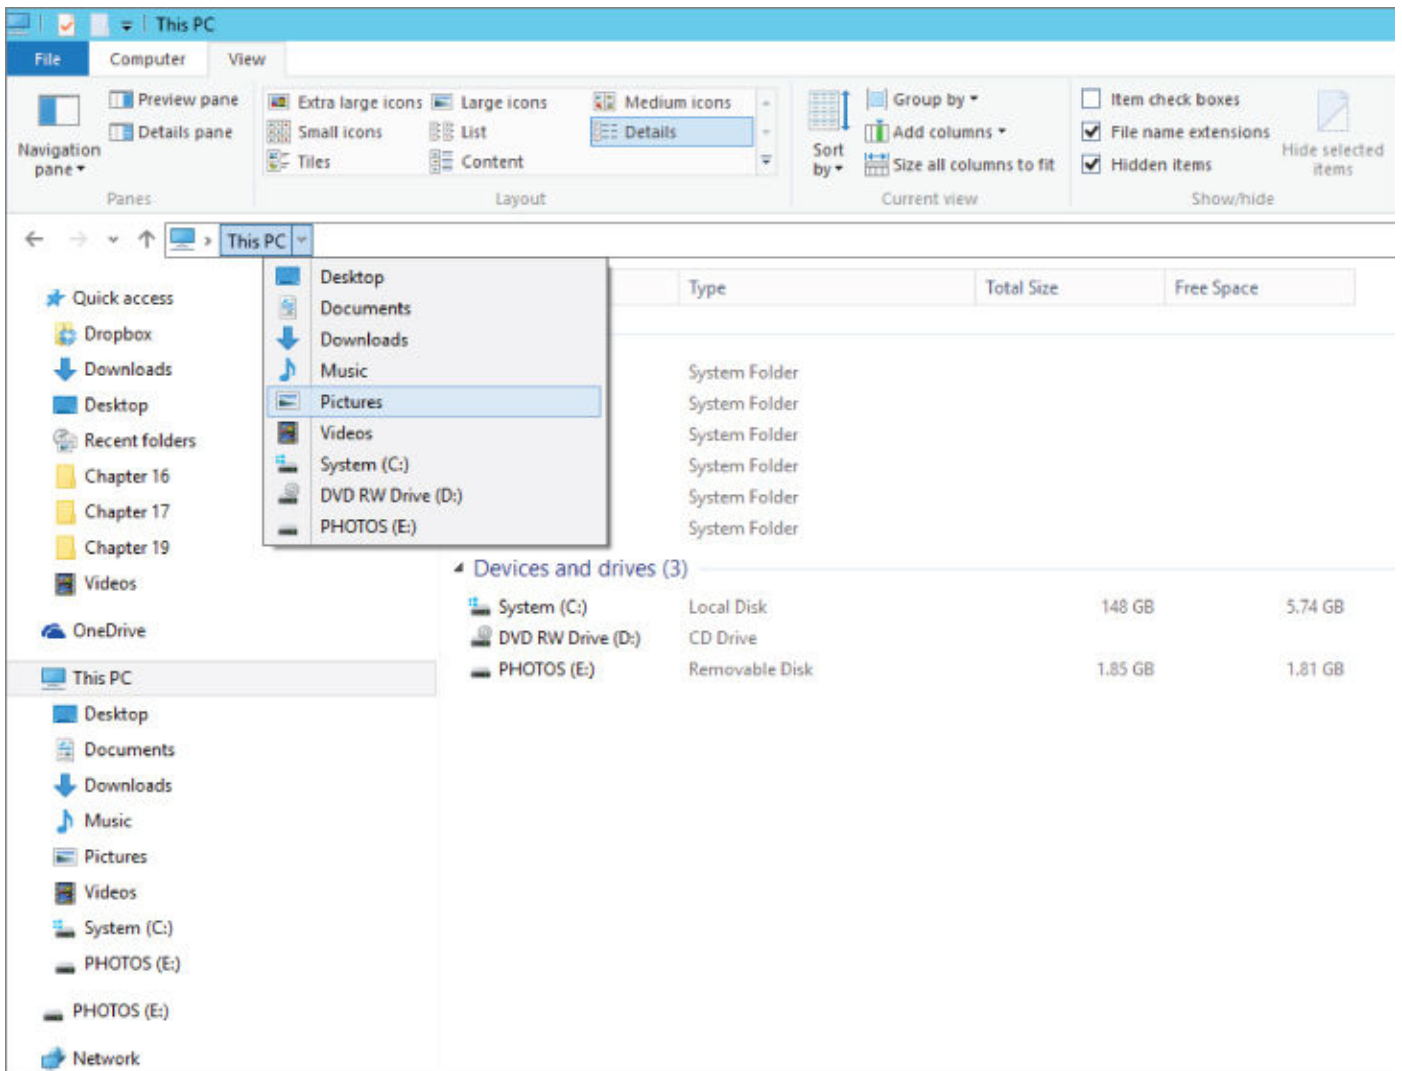 This PC
File Computer View
Navigation pane
Preview pane
Details pane
Panes
Extra large icons Large icons Medium icons
Small icons List Details
Tiles Content
Layout
Sort by
Group by
Add columns
Size all columns to fit
Current view
Item check boxes
File name extensions
Hidden items
Hide selected items
Show/hide
This PC
Desktop
Documents
Downloads
Music
Pictures
Videos
System (C:)
DVD RW Drive (D:)
PHOTOS (E:)
Quick access
Dropbox
Downloads
Desktop
Recent folders
Chapter 16
Chapter 17
Chapter 19
Videos
OneDrive
This PC
Desktop
Documents
Downloads
Music
Pictures
Videos
System (C:)
PHOTOS (E:)
PHOTOS (E:)
Network
Type Total Size Free Space
System Folder
System Folder
System Folder
System Folder
System Folder
System Folder
Devices and drives (3)
System (C:) Local Disk 148 GB 5.74 GB
DVD RW Drive (D:) CD Drive
PHOTOS (E:) Removable Disk 1.85 GB 1.81 GB